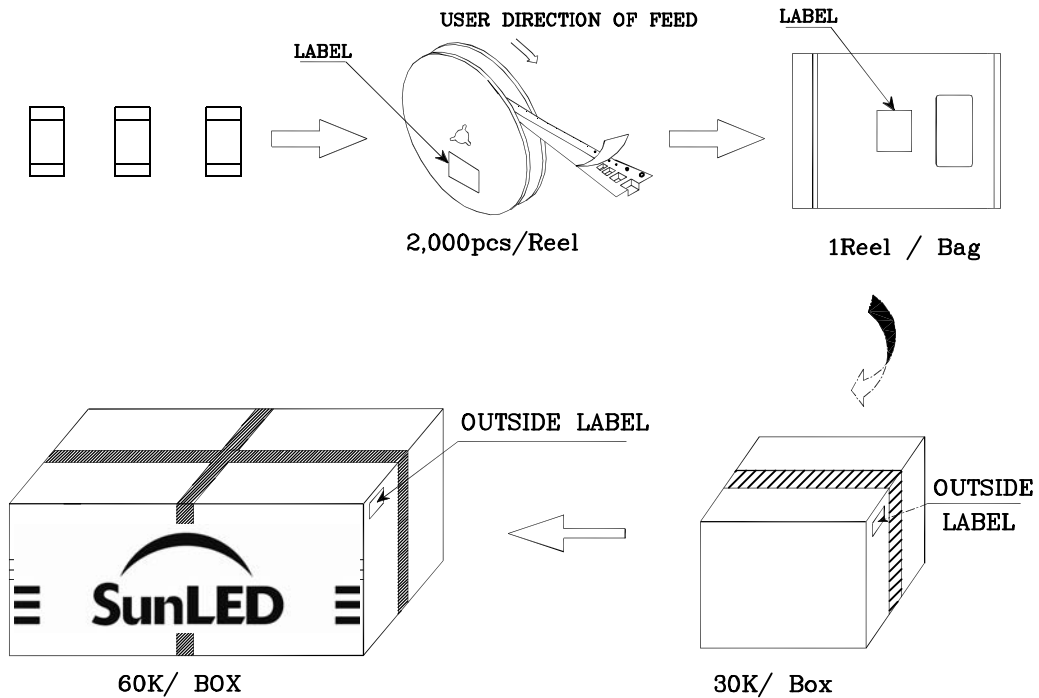 USER DIRECTION OF FEED
LABEL
LABEL
2,000pcs/Reel
1Reel / Bag
OUTSIDE LABEL
OUTSIDE
LABEL
SunLED
60K/ BOX
30K/ Box